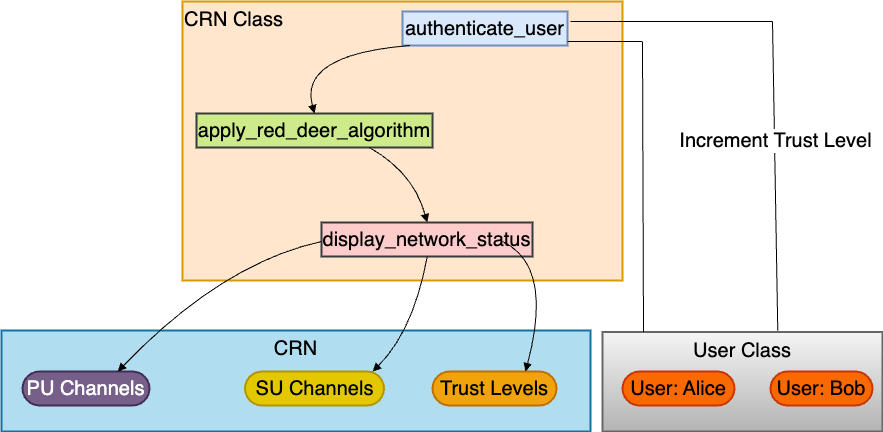 CRN Class
authenticate_user
apply_red_deer_algorithm
Increment Trust Level
display_network_status
CRN
PU Channels
SU Channels
Trust Levels
User Class
User: Alice
User: Bob